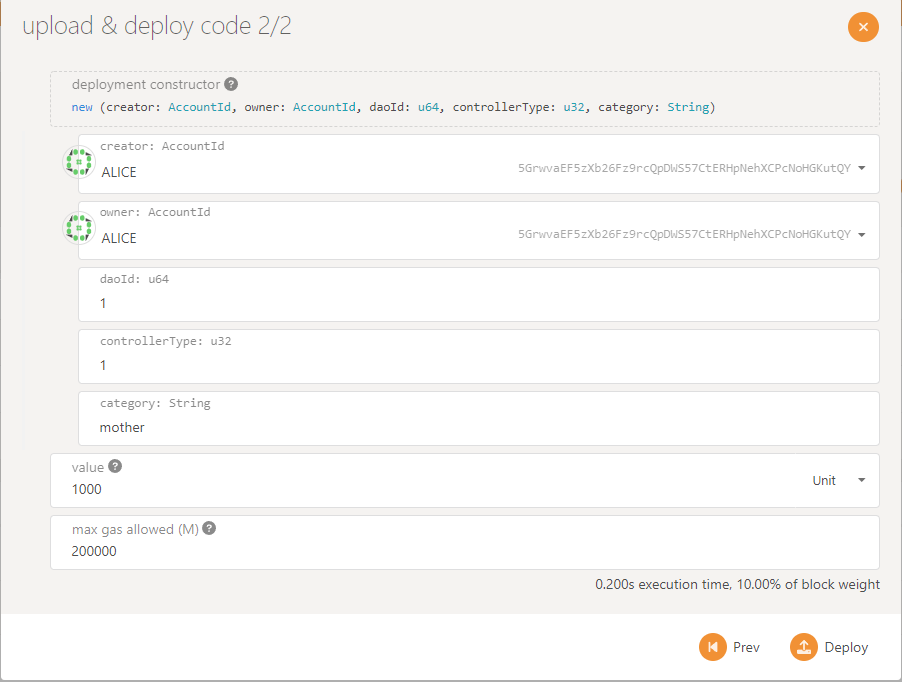 upload & deploy code 2/2
deployment constructor ?
new (creator: AccountId, owner: AccountId, daoId: u64, controllerType: u32, category: String)
creator: AccountId
ALICE 5GrwvaEF5zXb26Fz9rcQpDWS57CtERHpNehXCPcNoHGKutQY
owner: AccountId
ALICE 5GrwvaEF5zXb26Fz9rcQpDWS57CtERHpNehXCPcNoHGKutQY
daoId: u64
1
controllerType: u32
1
category: String
mother
value ?
1000 Unit
max gas allowed (M) ?
200000
0.200s execution time, 10.00% of block weight
Prev Deploy